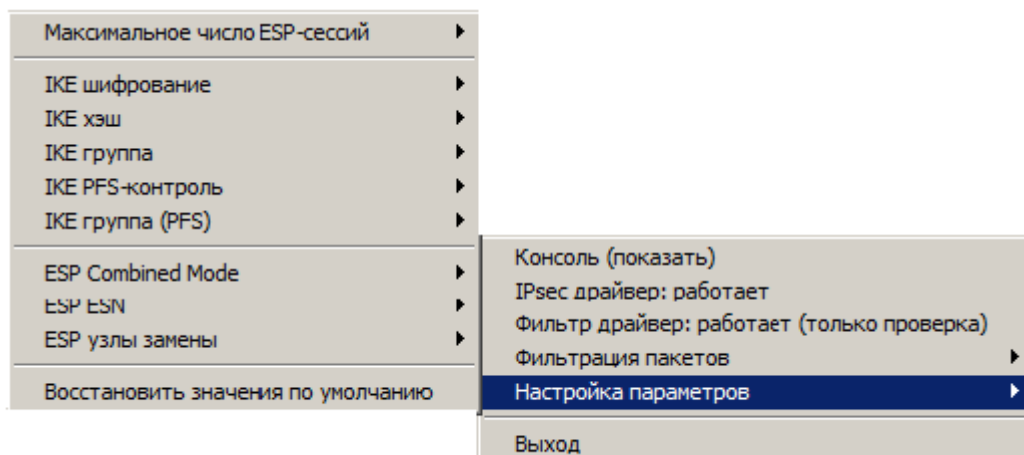 Максимальное число ESP-сессий
IKE шифрование
IKE хэш
IKE группа
IKE PFS-контроль
IKE группа (PFS)
ESP Combined Mode
ESP ESN
ESP узлы замены
Восстановить значения по умолчанию
Консоль (показать)
IPsec драйвер: работает
Фильтр драйвер: работает (только проверка)
Фильтрация пакетов
Настройка параметров
Выход